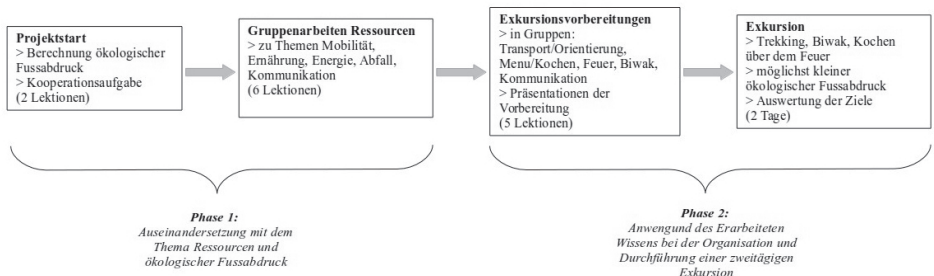 Projektstart
> Berechnung ökologischer
Fussabdruck
> Kooperationsaufgabe
(2 Lektionen)
Gruppenarbeiten Ressourcen
> zu Themen Mobilität,
Ernährung, Energie, Abfall,
Kommunikation
(6 Lektionen)
Exkursionsvorbereitungen
> in Gruppen:
Transport/Orientierung,
Menu/Kochen, Feuer, Biwak,
Kommunikation
> Präsentationen der
Vorbereitung
(5 Lektionen)
Exkursion
> Trekking, Biwak, Kochen
über dem Feuer
> möglichst kleiner
ökologischer Fussabdruck
> Auswertung der Ziele
(2 Tage)
Phase 1:
Auseinandersetzung mit dem
Thema Ressourcen und
ökologischer Fussabdruck
Phase 2:
Anwengund des Erarbeiteten
Wissens bei der Organisation und
Durchführung einer zweitägigen
Exkursion